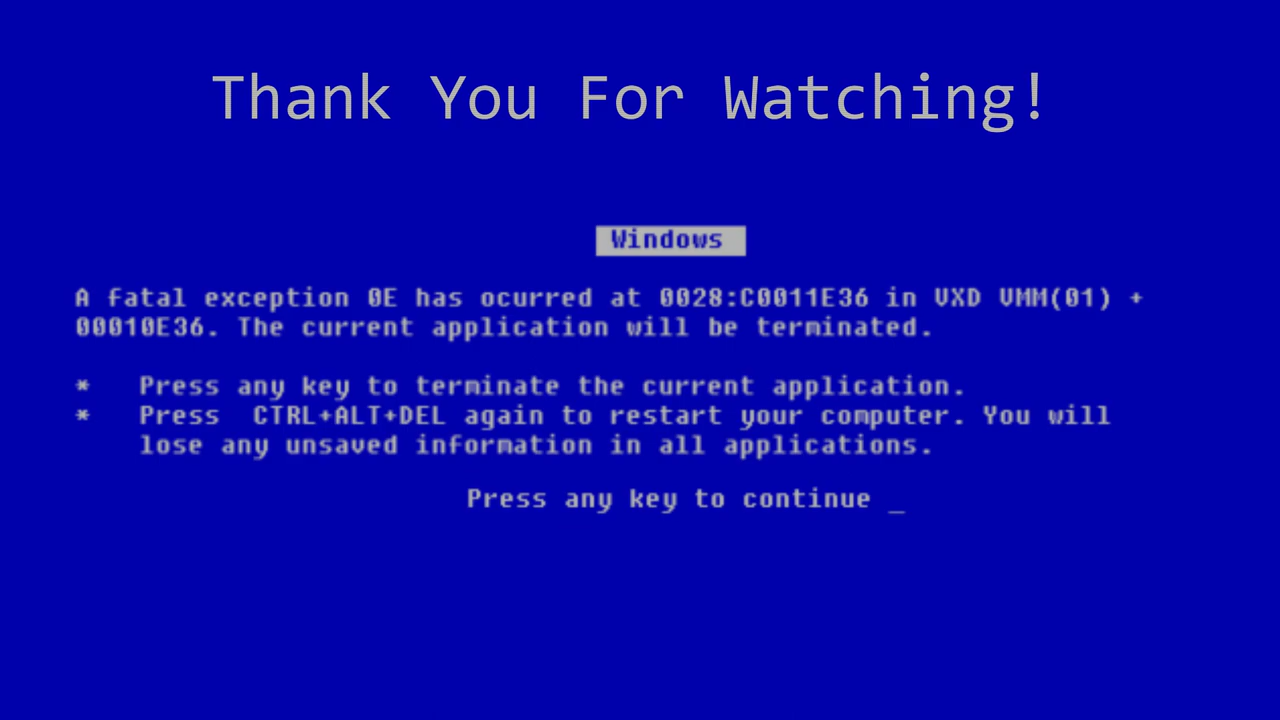 Thank You For Watching!
Windows
A fatal exception 0E has ocurred at 0028:C0011E36 in VXD VMM(01) +
00010E36. The current application will be terminated.
* Press any key to terminate the current application.
* Press CTRL+ALT+DEL again to restart your computer. You will
lose any unsaved information in all applications.
Press any key to continue _